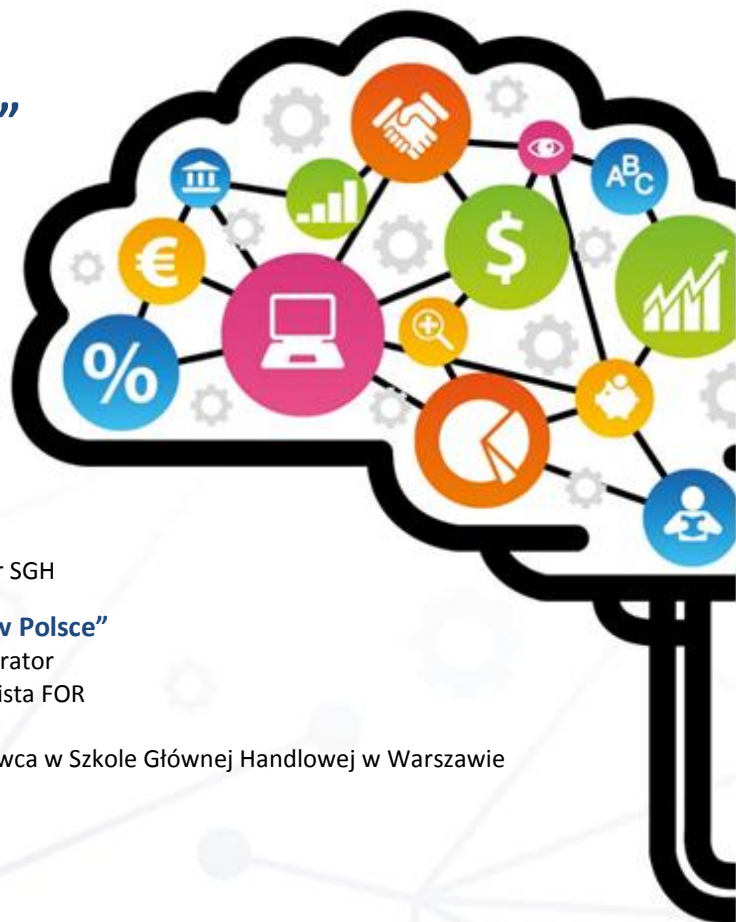 ”
€
%
$
A B C
r SGH
w Polsce”
rator
ista FOR
wca w Szkole Głównej Handlowej w Warszawie